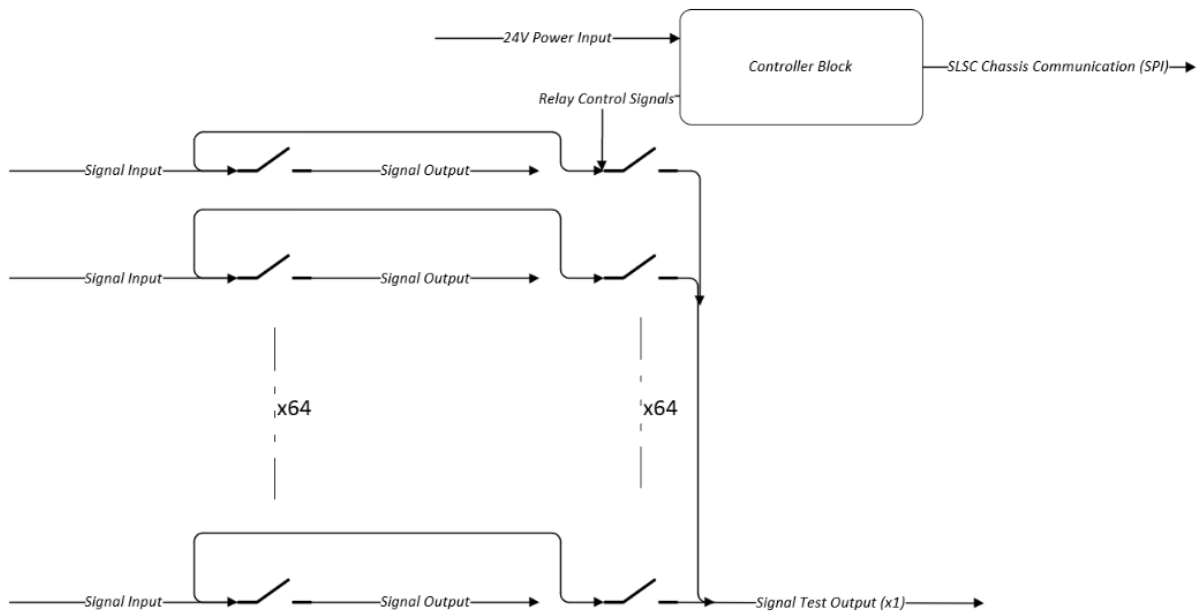 24V Power Input
Controller Block
SLSC Chassis Communication (SPI)
Relay Control Signals
Signal Input
Signal Output
Signal Input
Signal Output
x64
x64
Signal Input
Signal Output
Signal Test Output (x1)